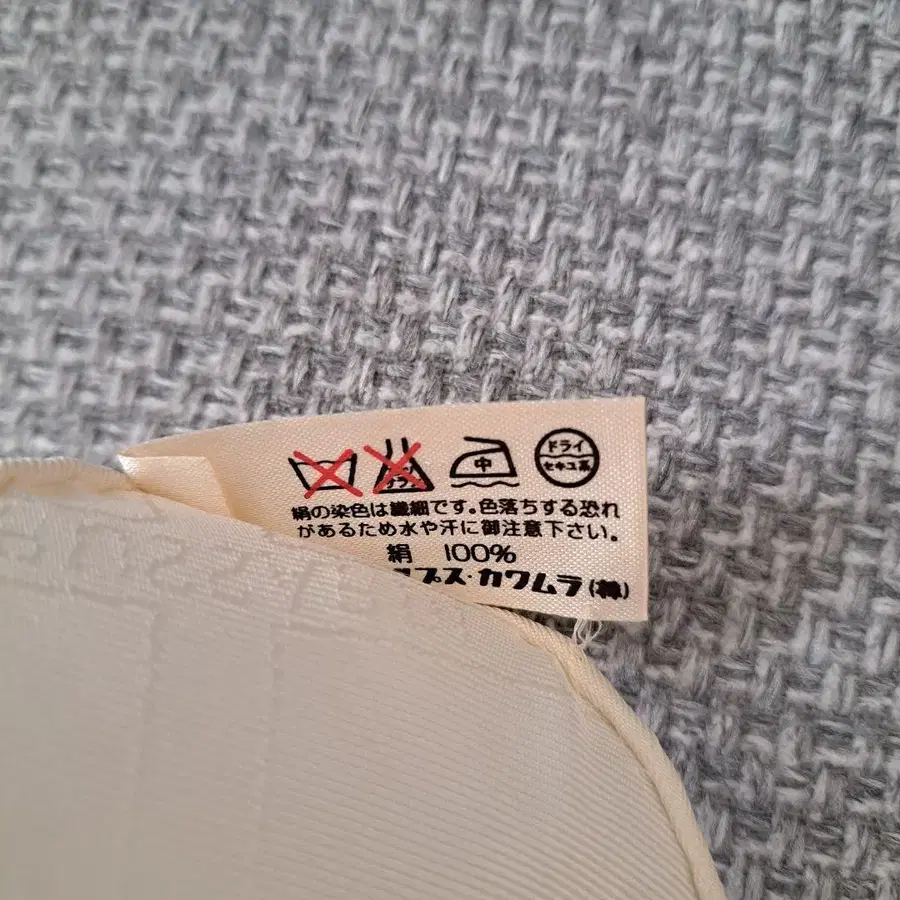 中 ドライ
セキユ系
絹の染色は繊細です。色落ちする恐れ
があるため水や汗に御注意下さい。
絹 100%
プス・カワムラ(株)